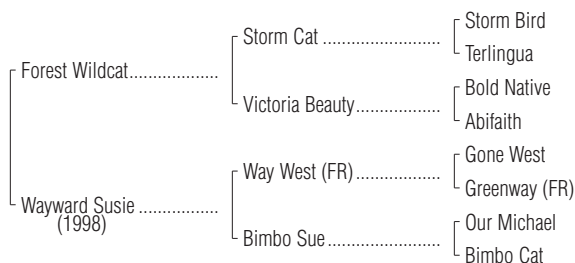 Storm Bird
Storm Cat ........................
Terlingua
Forest Wildcat..................
Bold Native
Victoria Beauty.................
Abifaith
Gone West
Way West (FR).................
Greenway (FR)
Wayward Susie ................
(1998)
Our Michael
Bimbo Sue .......................
Bimbo Cat